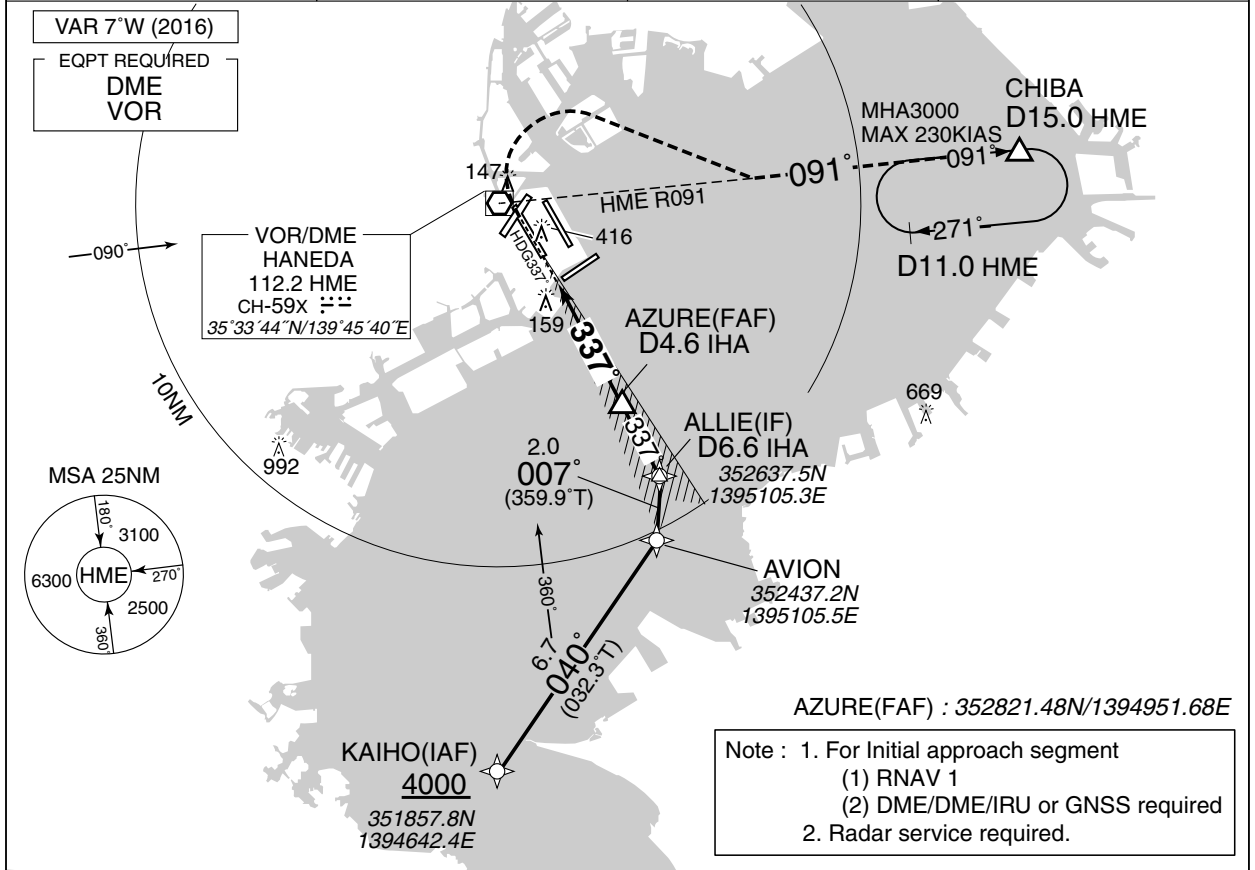 VAR 7°W (2016)
EQPT REQUIRED
DME
VOR
CHIBA
D15.0 HME
MHA3000
MAX 230KIAS
091°
091°
HME R091
271°
D11.0 HME
147
416
HDG337°
159
090°
VOR/DME
HANEDA
112.2 HME
CH-59X
35°33´44˝N/139°45´40˝E
10NM
337°
AZURE(FAF)
D4.6 IHA
337°
ALLIE(IF)
D6.6 IHA
352637.5N
1395105.3E
669
992
2.0
007°
(359.9°T)
MSA 25NM
180°
3100
6300
HME
270°
2500
360°
360°
AVION
352437.2N
1395105.5E
6.7
040°
(032.3°T)
KAIHO(IAF)
4000
351857.8N
1394642.4E
AZURE(FAF) : 352821.48N/1394951.68E
Note : 1. For Initial approach segment
(1) RNAV 1
(2) DME/DME/IRU or GNSS required
2. Radar service required.